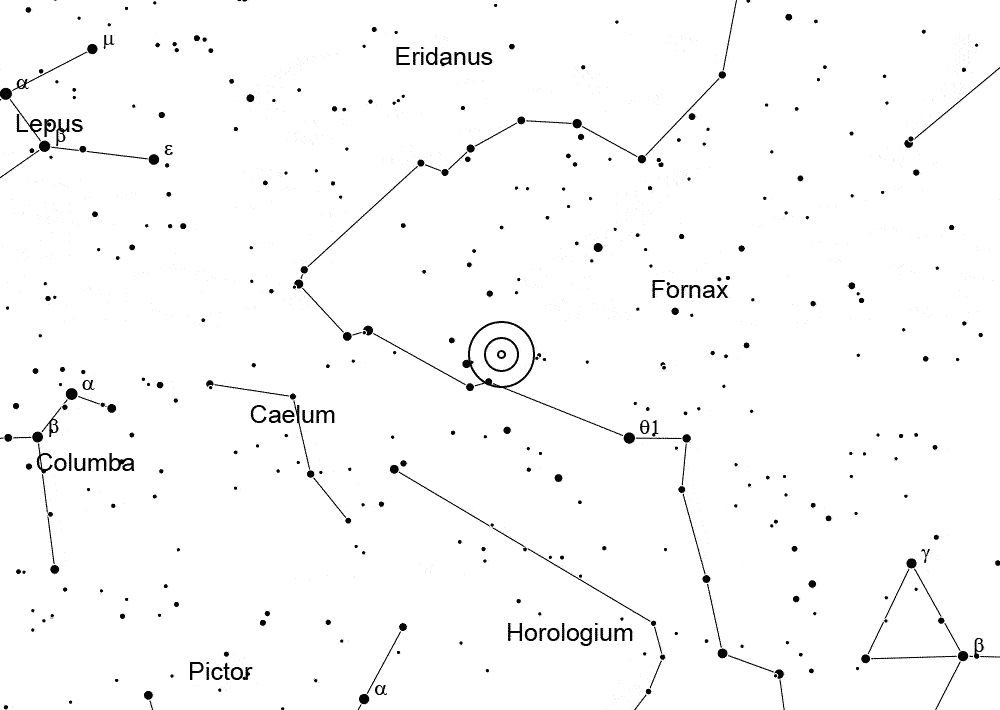 μ
Eridanus
α
Lepus
β
ε
Fornax
α
Caelum
β
θ1
Columba
γ
Horologium
β
Pictor
α